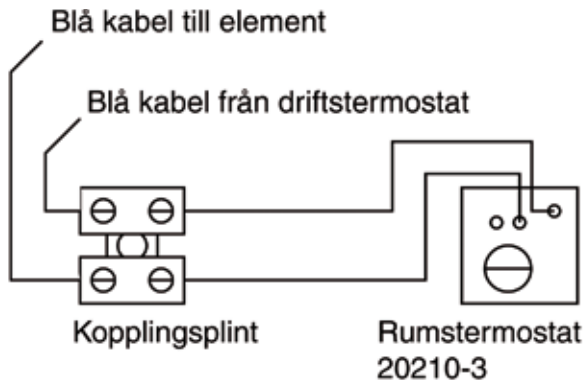 Blå kabel till element
Blå kabel från driftstermostat
Kopplingsplint
Rumstermostat
20210-3